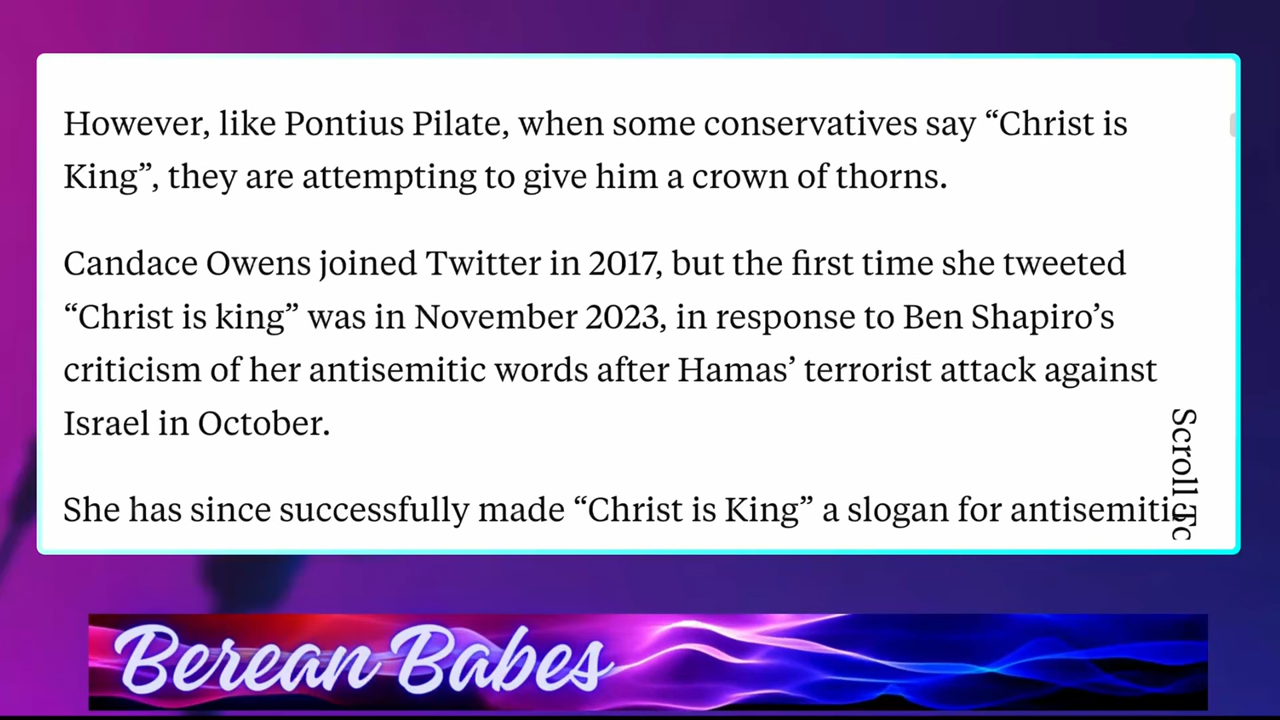 However, like Pontius Pilate, when some conservatives say “Christ is
King”, they are attempting to give him a crown of thorns.
Candace Owens joined Twitter in 2017, but the first time she tweeted
“Christ is king” was in November 2023, in response to Ben Shapiro’s
criticism of her antisemitic words after Hamas’ terrorist attack against
Israel in October.
She has since successfully made “Christ is King” a slogan for antisemitic
Scroll Tc
Berean Babes